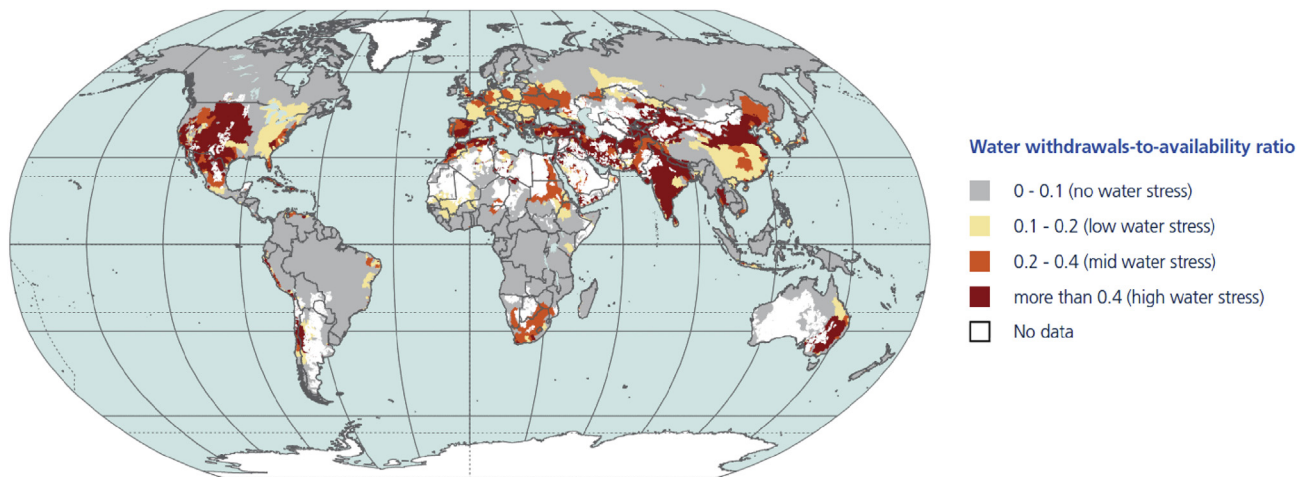 Water withdrawals-to-availability ratio
0 - 0.1 (no water stress)
0.1 - 0.2 (low water stress)
0.2 - 0.4 (mid water stress)
more than 0.4 (high water stress)
No data